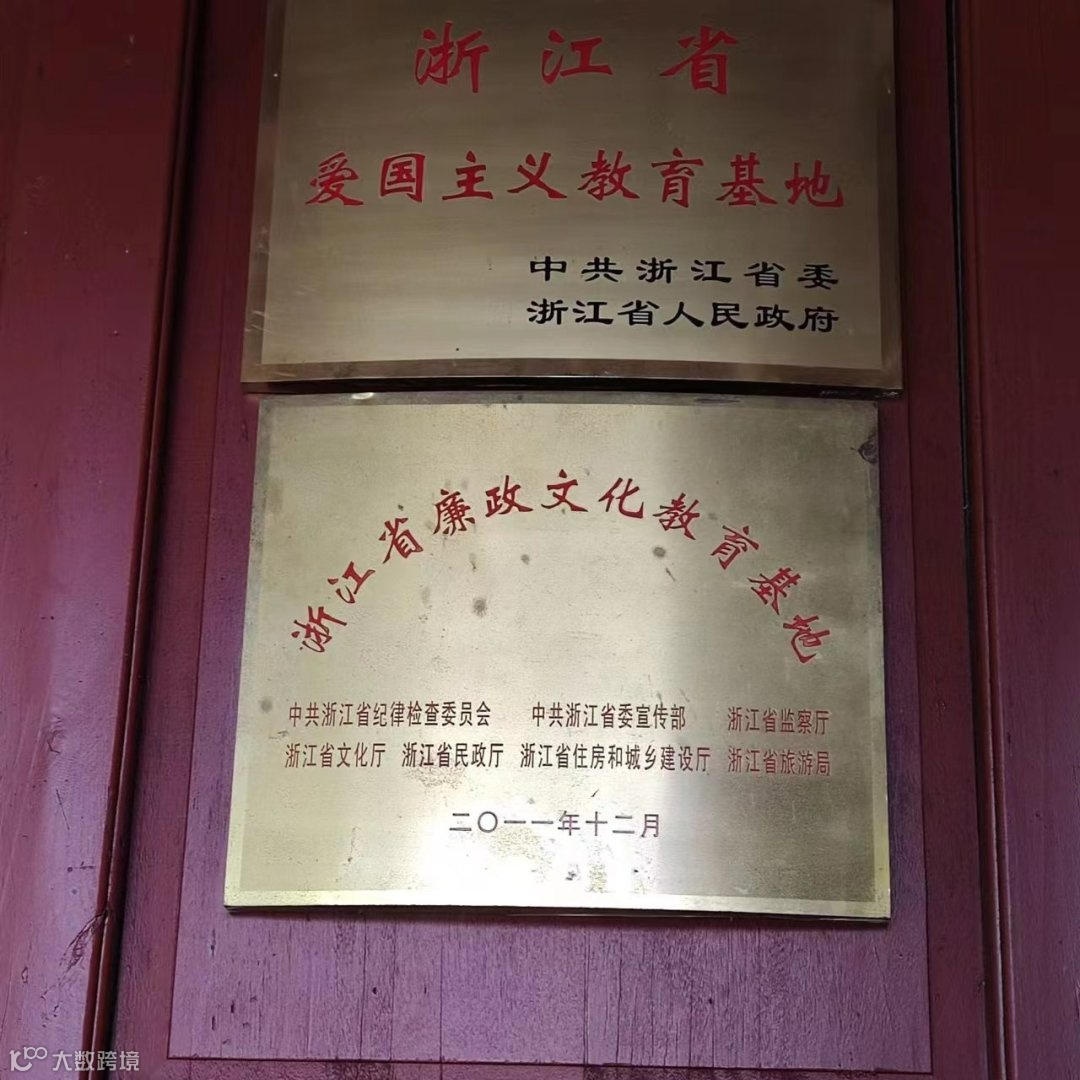 浙江省
爱国主义教育基地
中共浙江省委
浙江省人民政府
浙江省廉政文化教育基地
中共浙江省纪律检查委员会 中共浙江省委宣传部 浙江省监察厅
浙江省文化厅 浙江省民政厅 浙江省住房和城乡建设厅 浙江省旅游局
二〇一一年十二月
大数跨境